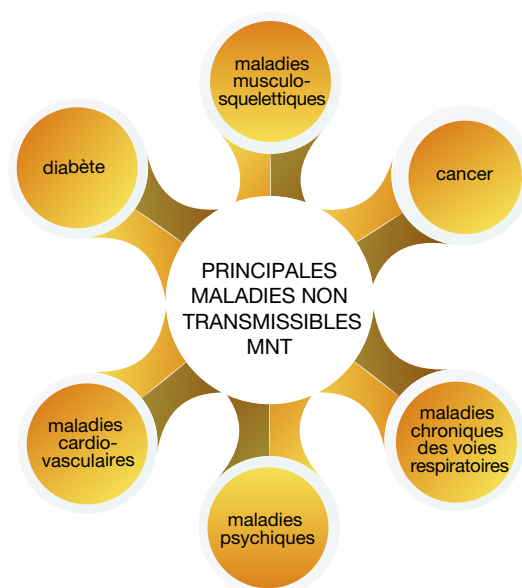 maladies
musculo-
squelettiques
diabète
cancer
PRINCIPALES
MALADIES NON
TRANSMISSIBLES
MNT
maladies
cardio-
vasculaires
maladies
chroniques
des voies
respiratoires
maladies
psychiques